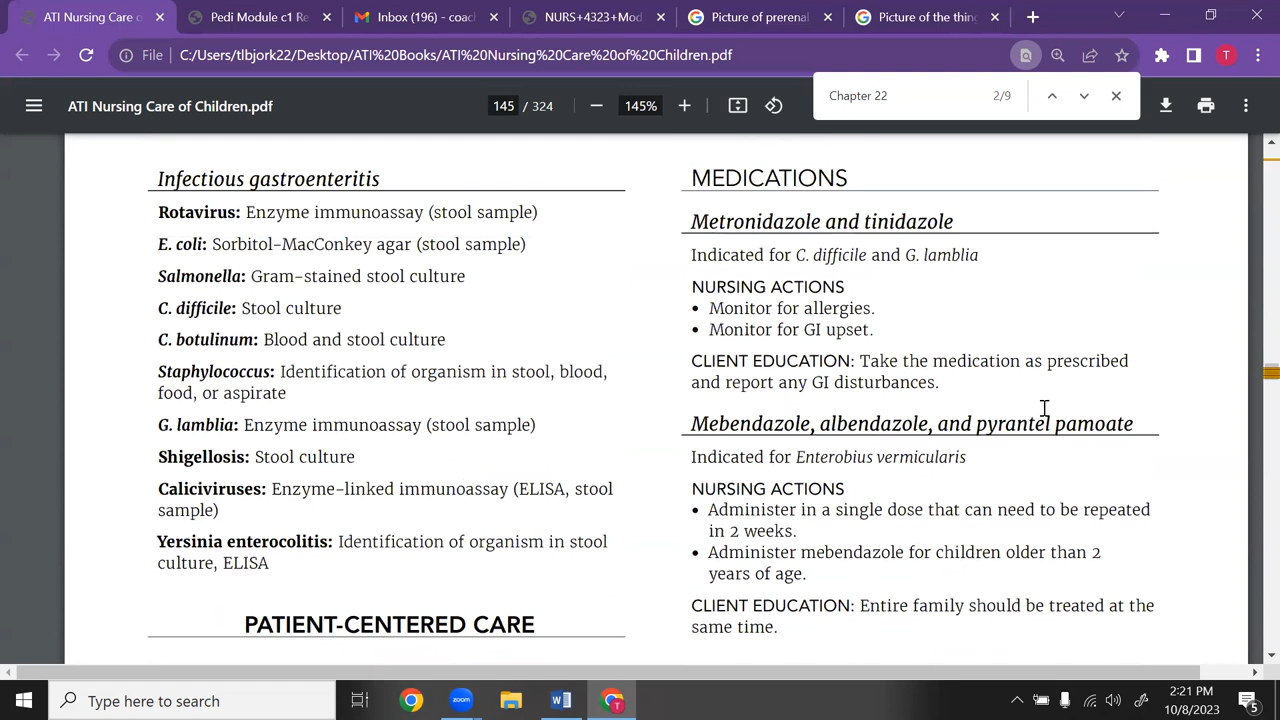 ATI Nursing Care of
Pedi Module c1 Re
Inbox (196) - coach
NURS+4323+Mod
Picture of prerenal
Picture of the thing
File
C:/Users/tlbjork22/Desktop/ATI%20Books/ATI%20Nursing%20Care%20of%20Children.pdf
T
ATI Nursing Care of Children.pdf
145 / 324
145%
Chapter 22
2/9
Infectious gastroenteritis
Rotavirus: Enzyme immunoassay (stool sample)
E. coli: Sorbitol-MacConkey agar (stool sample)
Salmonella: Gram-stained stool culture
C. difficile: Stool culture
C. botulinum: Blood and stool culture
Staphylococcus: Identification of organism in stool, blood,
food, or aspirate
G. lamblia: Enzyme immunoassay (stool sample)
Shigellosis: Stool culture
Caliciviruses: Enzyme-linked immunoassay (ELISA, stool
sample)
Yersinia enterocolitis: Identification of organism in stool
culture, ELISA
PATIENT-CENTERED CARE
MEDICATIONS
Metronidazole and tinidazole
Indicated for C. difficile and G. lamblia
NURSING ACTIONS
• Monitor for allergies.
• Monitor for GI upset.
CLIENT EDUCATION: Take the medication as prescribed
and report any GI disturbances.
Mebendazole, albendazole, and pyrantel pamoate
Indicated for Enterobius vermicularis
NURSING ACTIONS
• Administer in a single dose that can need to be repeated
in 2 weeks.
• Administer mebendazole for children older than 2
years of age.
CLIENT EDUCATION: Entire family should be treated at the
same time.
Type here to search
zoom
T
2:21 PM
10/8/2023
5